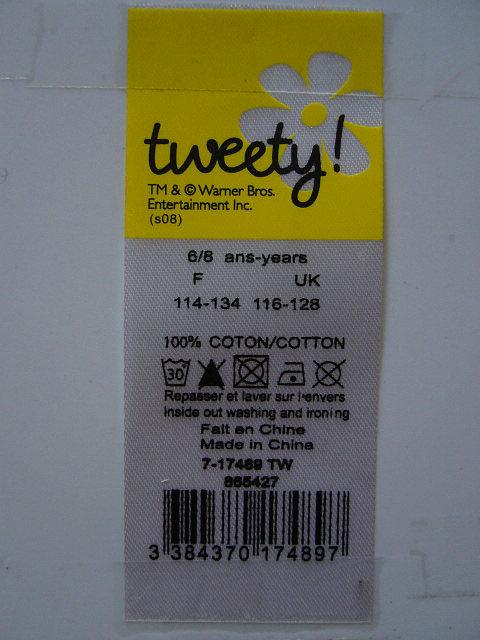 tweety!
TM & © Warner Bros.
Entertainment Inc.
(s08)
6/8 ans-years
F UK
114-134 116-128
100% COTON/COTTON
30
Repasser et laver sur l'envers
Inside out washing and ironing
Fait en Chine
Made in China
7-17489 TW
865427
3 384370 174897